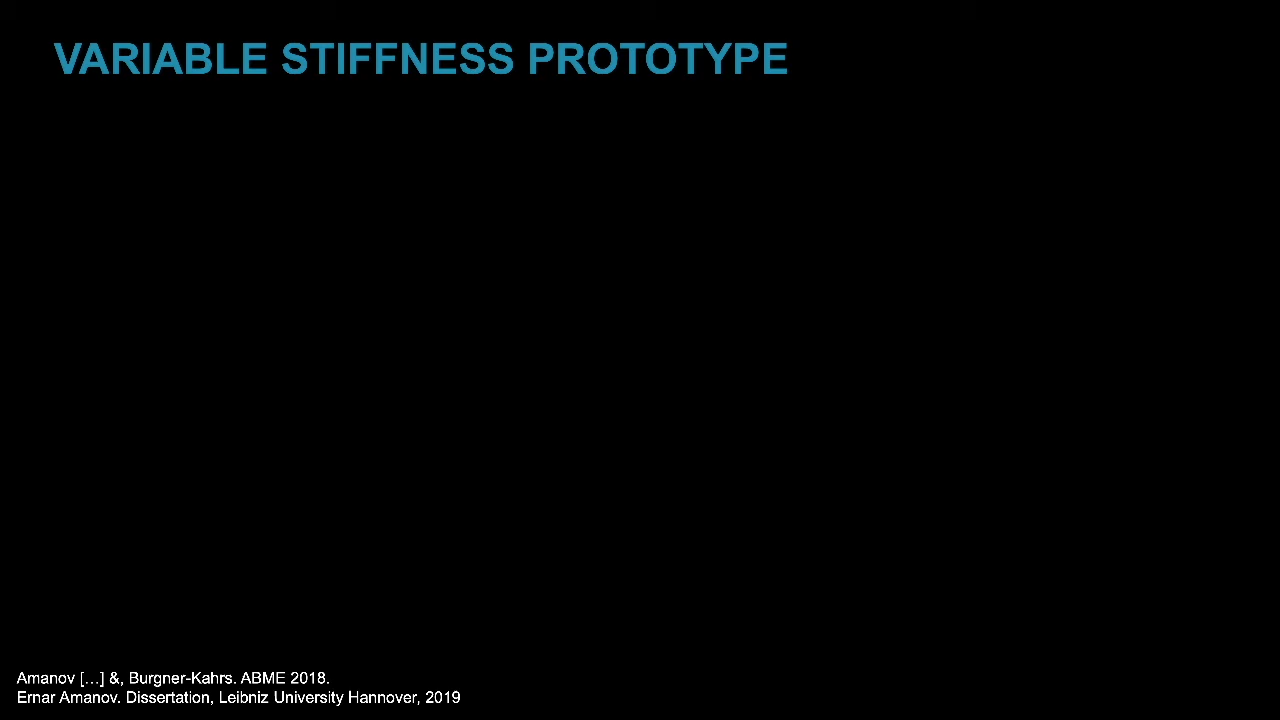 VARIABLE STIFFNESS PROTOTYPE
Amanov […] &, Burgner-Kahrs. ABME 2018.
Ernar Amanov. Dissertation, Leibniz University Hannover, 2019